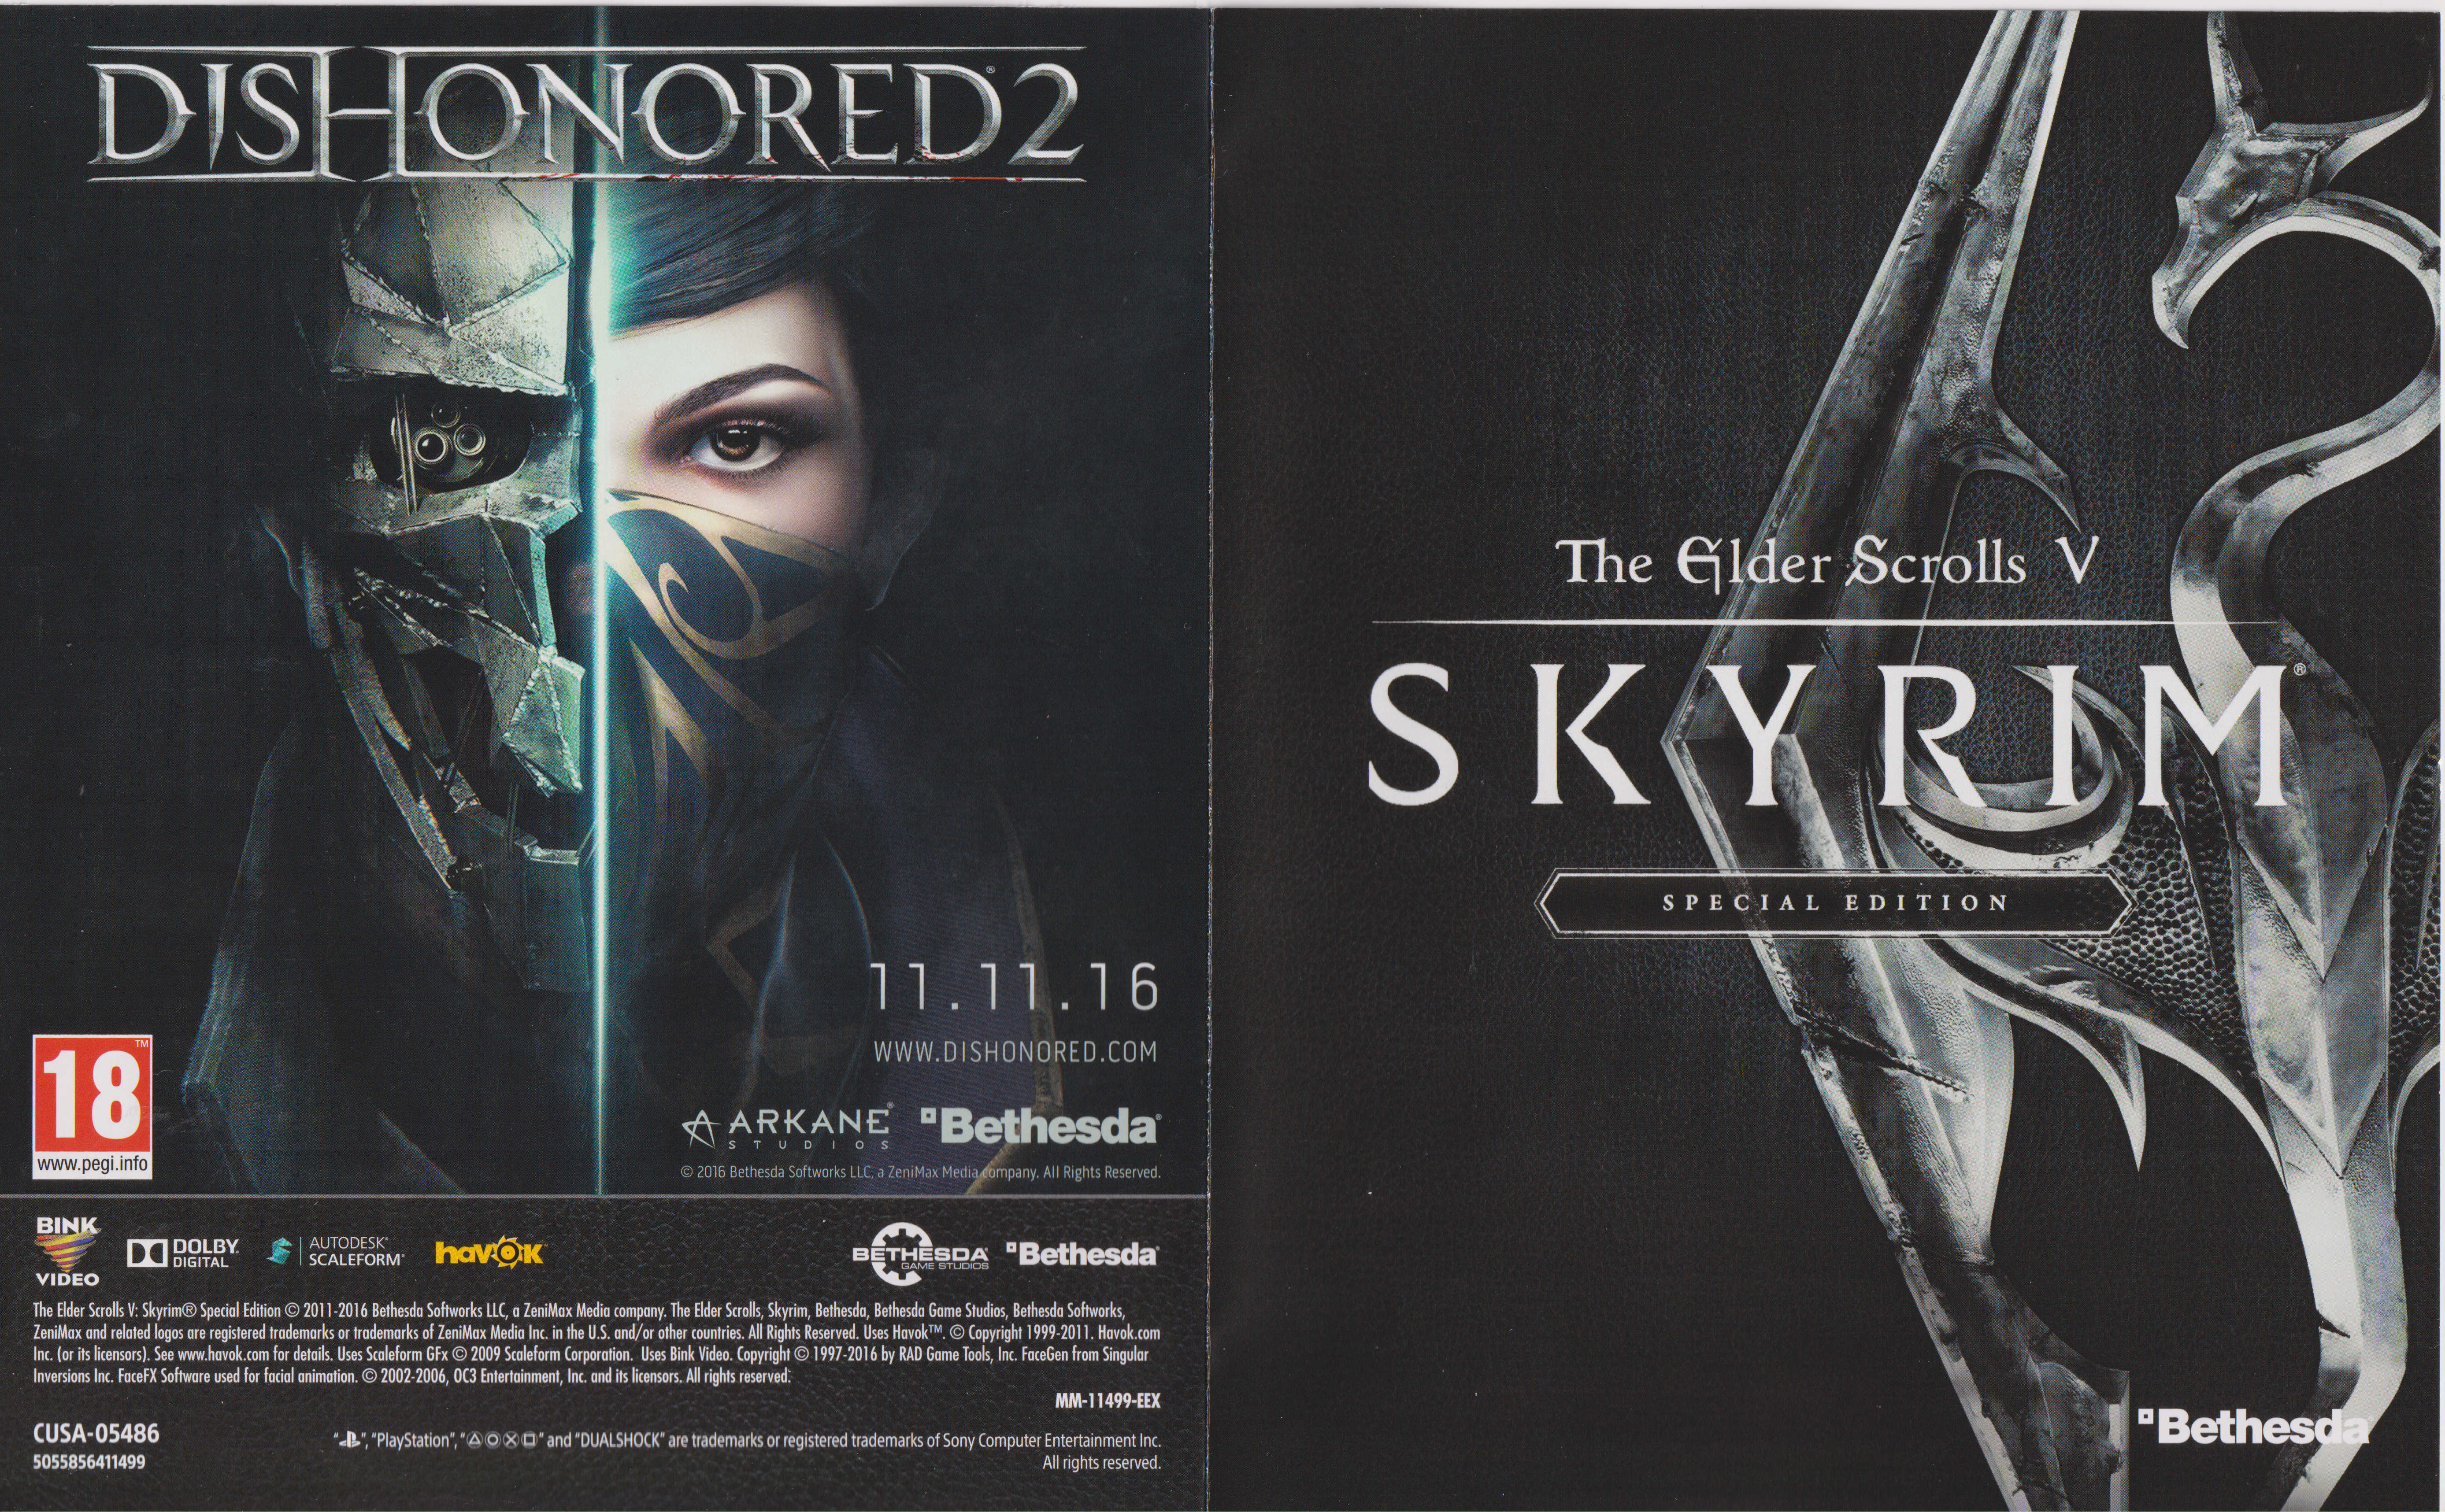 DISHONORED®2
11.11.16
WWW.DISHONORED.COM
ARKANE®
STUDIOS
Bethesda®
© 2016 Bethesda Softworks LLC, a ZeniMax Media company. All Rights Reserved.
18™
www.pegi.info
BINK
VIDEO
DOLBY®
DIGITAL
AUTODESK®
SCALEFORM®
havok™
BETHESDA®
GAME STUDIOS
Bethesda®
The Elder Scrolls V: Skyrim® Special Edition © 2011-2016 Bethesda Softworks LLC, a ZeniMax Media company. The Elder Scrolls, Skyrim, Bethesda, Bethesda Game Studios, Bethesda Softworks,
ZeniMax and related logos are registered trademarks or trademarks of ZeniMax Media Inc. in the U.S. and/or other countries. All Rights Reserved. Uses Havok™. © Copyright 1999-2011. Havok.com
Inc. (or its licensors). See www.havok.com for details. Uses Scaleform GFx © 2009 Scaleform Corporation. Uses Bink Video. Copyright © 1997-2016 by RAD Game Tools, Inc. FaceGen from Singular
Inversions Inc. FaceFX Software used for facial animation. © 2002-2006, OC3 Entertainment, Inc. and its licensors. All rights reserved.
MM-11499-EEX
CUSA-05486
5055856411499
“ ”, “PlayStation”, “△○✕□” and “DUALSHOCK” are trademarks or registered trademarks of Sony Computer Entertainment Inc.
All rights reserved.
The Elder Scrolls V
SKYRIM®
SPECIAL EDITION
Bethesda®